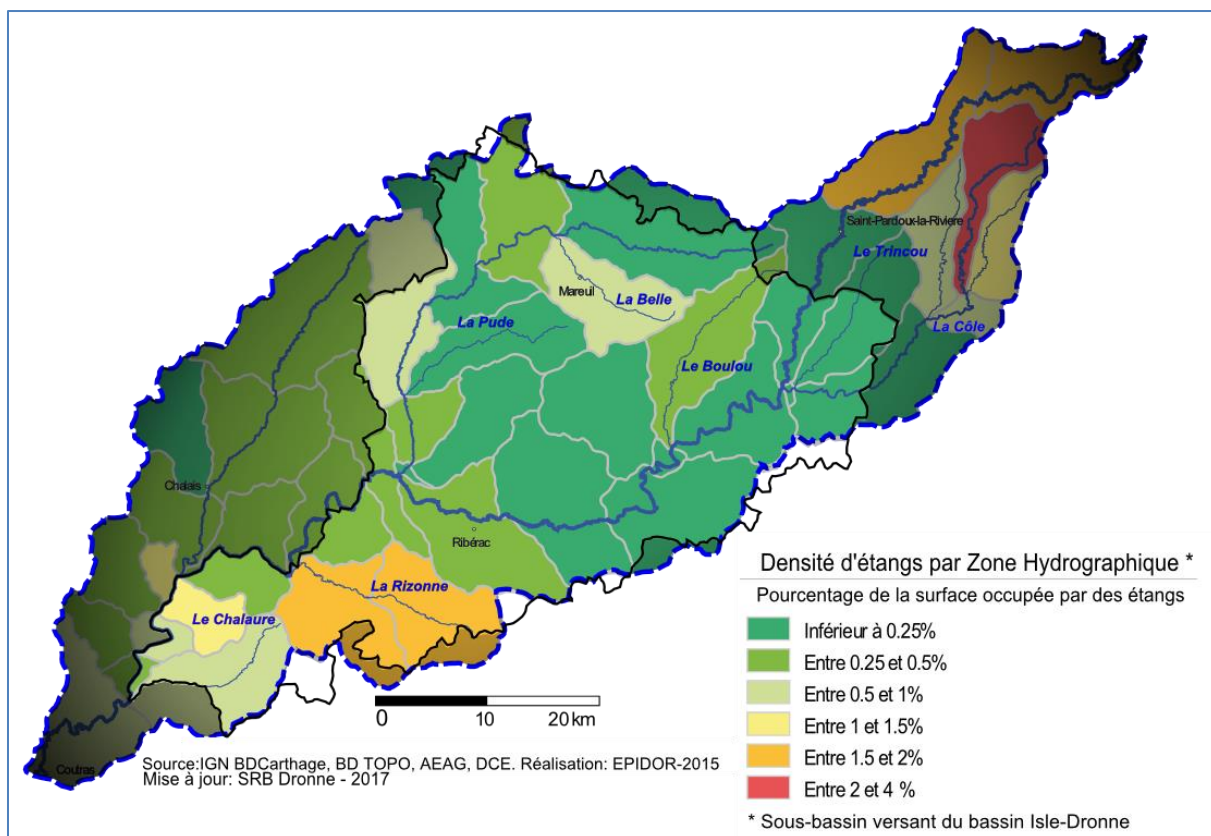 Saint-Pardoux-la-Riviere
Le Trincou
Mareuil
La Belle
La Pude
La Côle
Le Boulou
Chalais
Ribérac
La Rizonne
Le Chalaure
Coutras
0 10 20 km
Source:IGN BDCarthage, BD TOPO, AEAG, DCE. Réalisation: EPIDOR-2015
Mise à jour: SRB Dronne - 2017
Densité d'étangs par Zone Hydrographique *
Pourcentage de la surface occupée par des étangs
Inférieur à 0.25%
Entre 0.25 et 0.5%
Entre 0.5 et 1%
Entre 1 et 1.5%
Entre 1.5 et 2%
Entre 2 et 4 %
* Sous-bassin versant du bassin Isle-Dronne